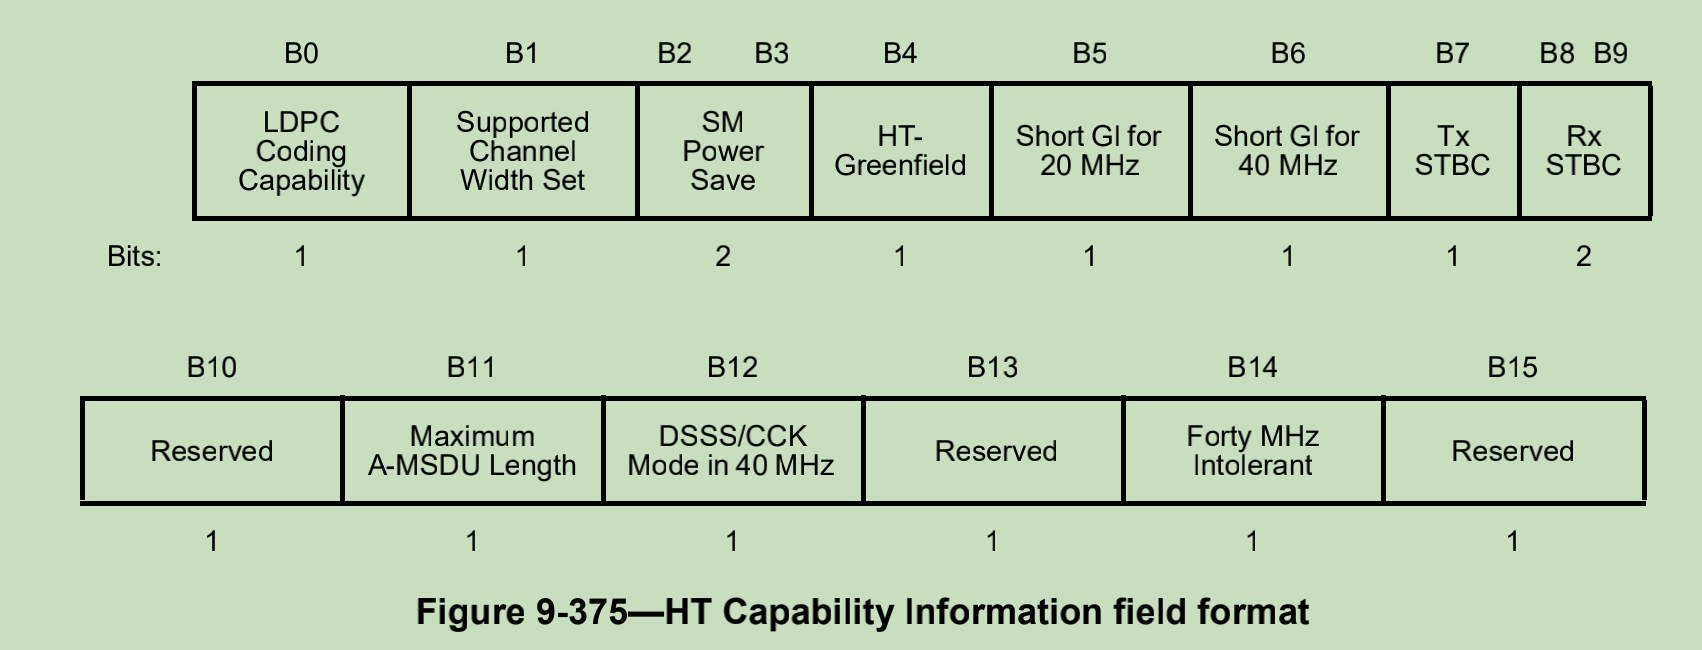 B0 B1 B2 B3 B4 B5 B6 B7 B8 B9
LDPC Coding Capability
Supported Channel Width Set
SM Power Save
HT-Greenfield
Short GI for 20 MHz
Short GI for 40 MHz
Tx STBC
Rx STBC
Bits: 1 1 2 1 1 1 1 2
B10 B11 B12 B13 B14 B15
Reserved
Maximum A-MSDU Length
DSSS/CCK Mode in 40 MHz
Reserved
Forty MHz Intolerant
Reserved
1 1 1 1 1 1
Figure 9-375—HT Capability Information field format